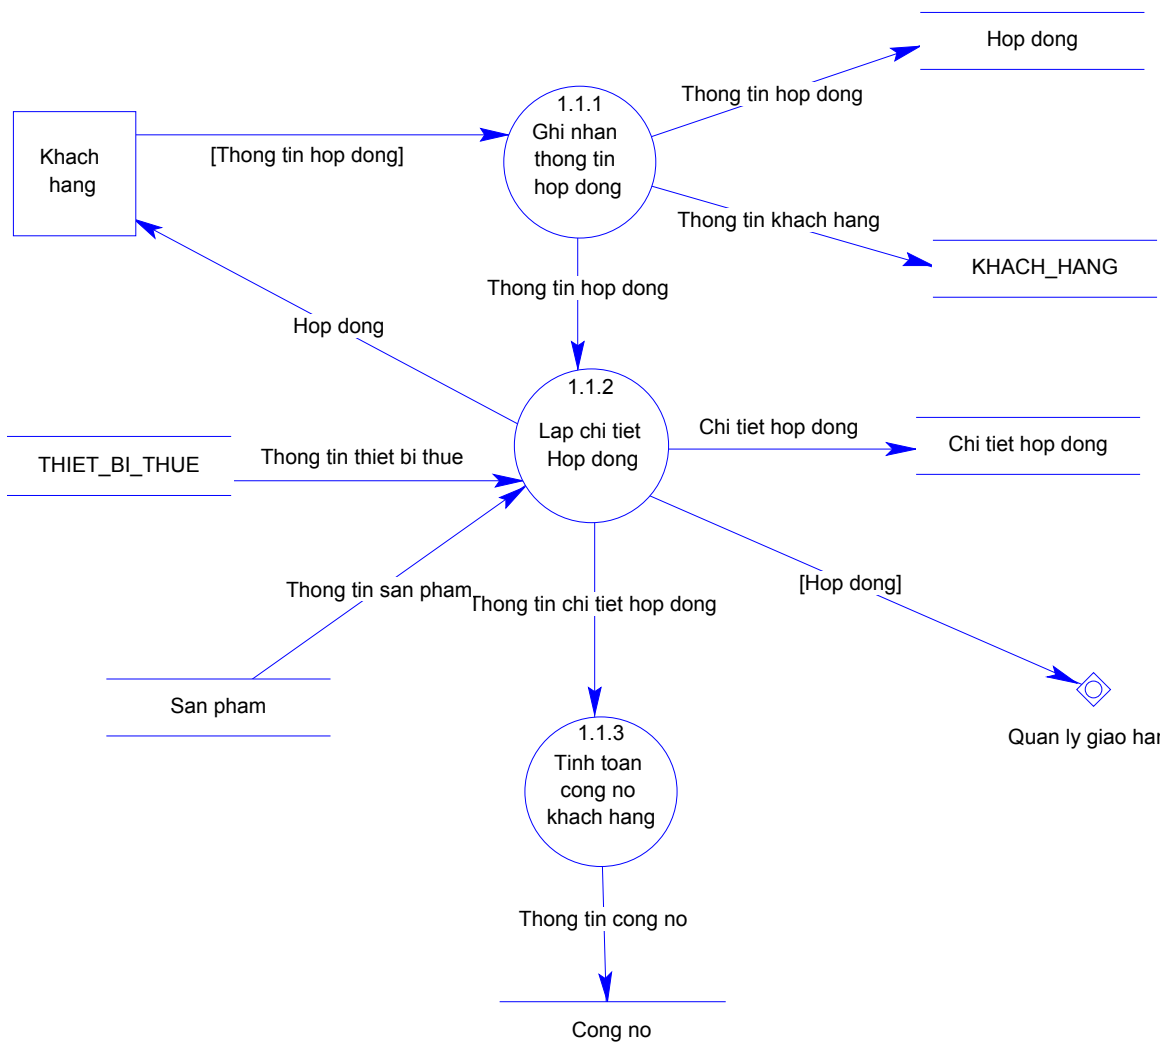 Hop dong
Thong tin hop dong
1.1.1
Ghi nhan
thong tin
hop dong
Khach
hang
[Thong tin hop dong]
Thong tin khach hang
KHACH_HANG
Thong tin hop dong
Hop dong
1.1.2
Lap chi tiet
Hop dong
Chi tiet hop dong
Chi tiet hop dong
THIET_BI_THUE
Thong tin thiet bi thue
Thong tin san pham
Thong tin chi tiet hop dong
[Hop dong]
San pham
1.1.3
Tinh toan
cong no
khach hang
Quan ly giao
Thong tin cong no
Cong no